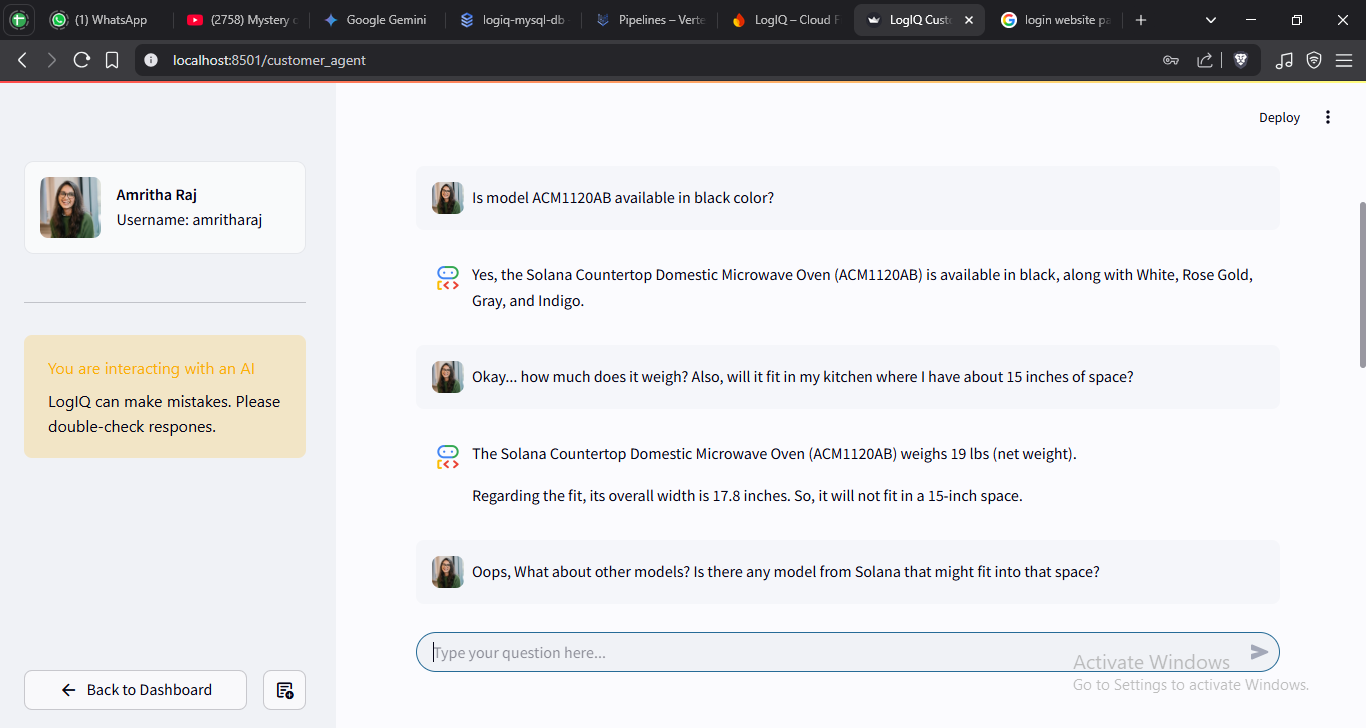 (1) WhatsApp
(2758) Mystery
Google Gemini
logiq-mysql-db
Pipelines – Verte
LogIQ – Cloud F
LogIQ Cust
login website pa
localhost:8501/customer_agent
Deploy
Amritha Raj
Username: amritharaj
You are interacting with an AI
LogIQ can make mistakes. Please
double-check respones.
Back to Dashboard
Is model ACM1120AB available in black color?
Yes, the Solana Countertop Domestic Microwave Oven (ACM1120AB) is available in black, along with White, Rose Gold,
Gray, and Indigo.
Okay... how much does it weigh? Also, will it fit in my kitchen where I have about 15 inches of space?
The Solana Countertop Domestic Microwave Oven (ACM1120AB) weighs 19 lbs (net weight).
Regarding the fit, its overall width is 17.8 inches. So, it will not fit in a 15-inch space.
Oops, What about other models? Is there any model from Solana that might fit into that space?
Type your question here...
Activate Windows
Go to Settings to activate Windows.